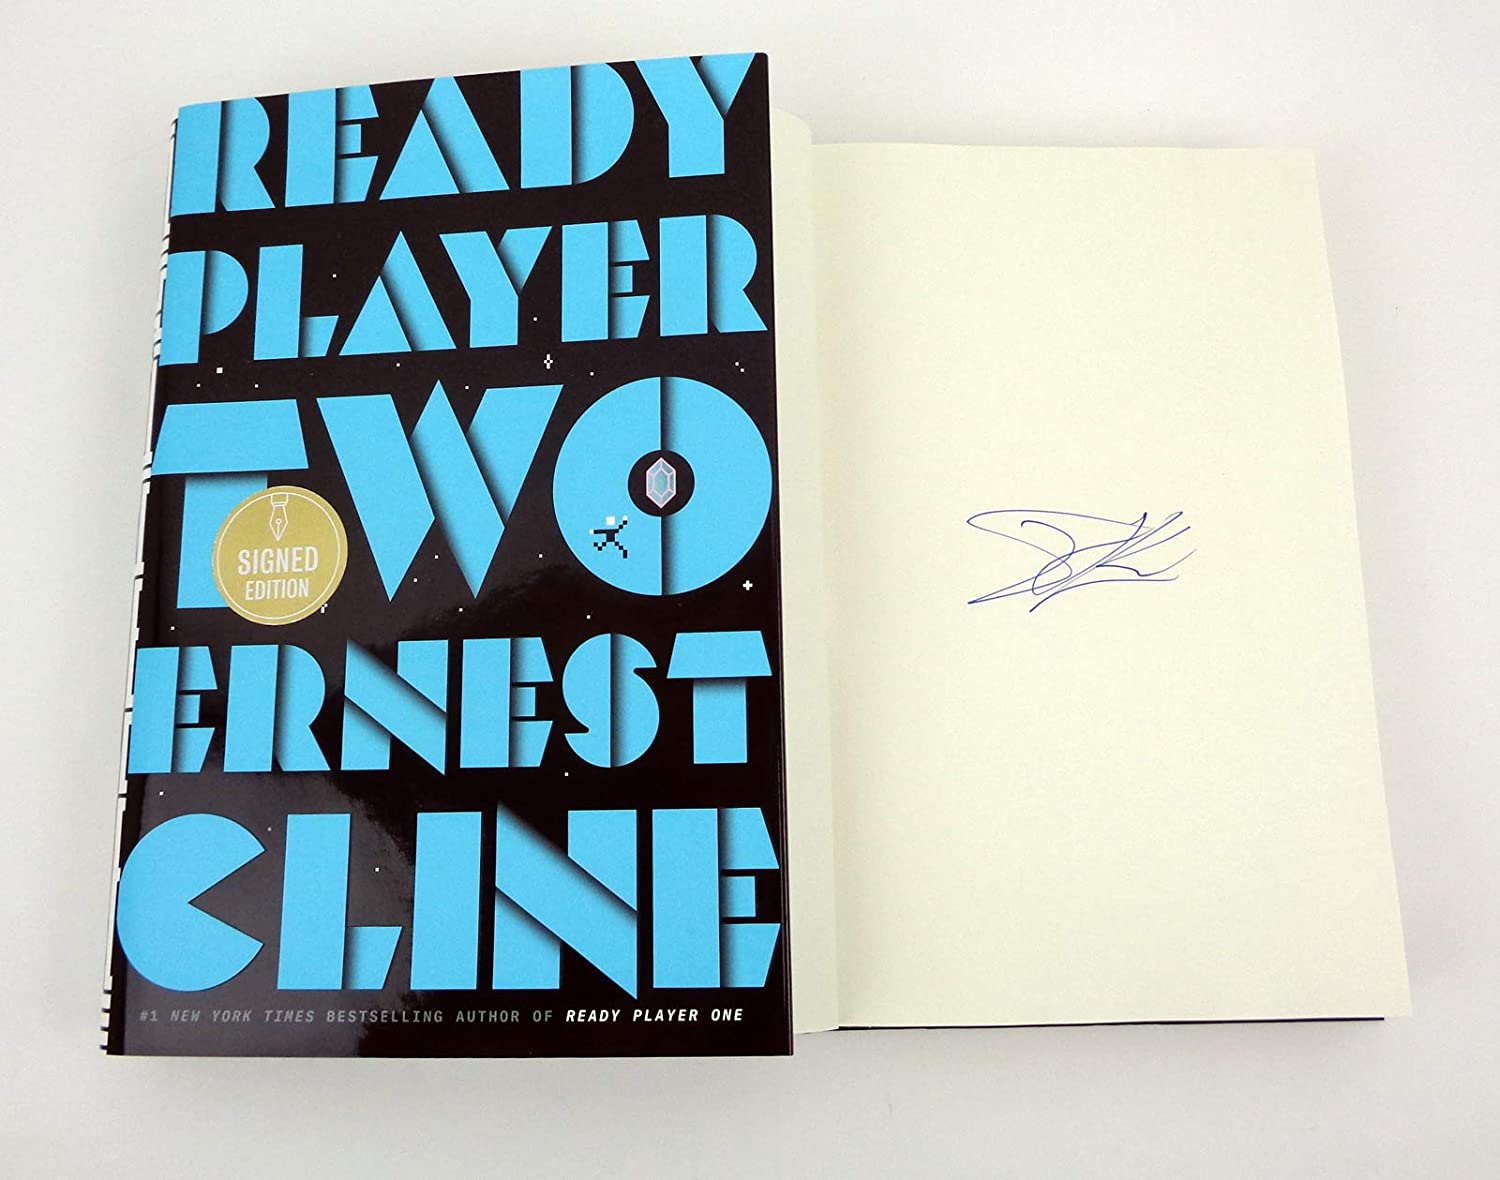 READY
PLAYER
TWO
SIGNED
EDITION
ERNEST
CLINE
#1 NEW YORK TIMES BESTSELLING AUTHOR OF READY PLAYER ONE